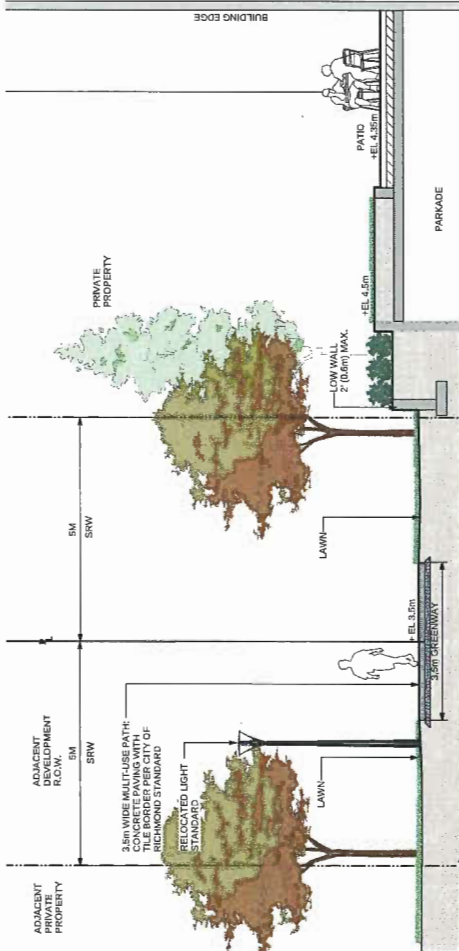 ADJACENT
PRIVATE
PROPERTY
ADJACENT
DEVELOPMENT
R.O.W.
5M
SRW
5M
SRW
PRIVATE
PROPERTY
BUILDING EDGE
3.5m WIDE MULIT-USE PATH:
CONCRETE PAVING WITH
TILE BORDER PER CITY OF
RICHMOND STANDARD
RELOCATED LIGHT
STANDARD
LAWN
+ EL 3.5m
3.5m GREENWAY
LAWN
LOW WALL
2" (0.6m) MAX.
+EL 4.5m
PATIO
+EL 4.35m
PARKADE